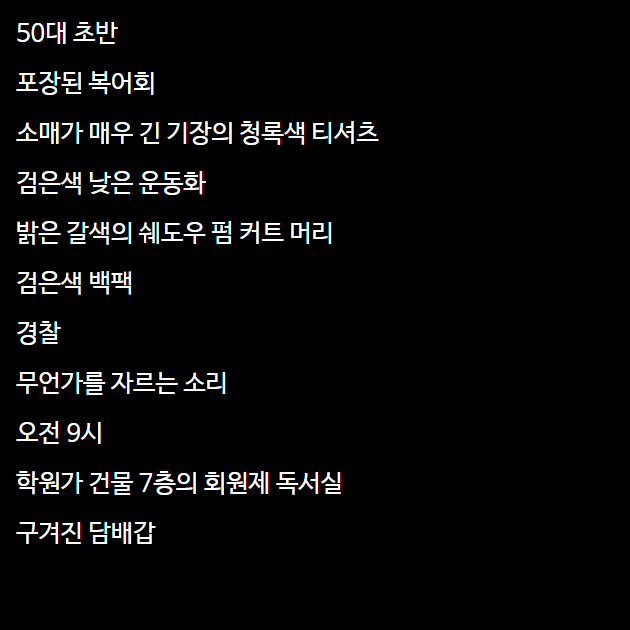 50대 초반
포장된 복어회
소매가 매우 긴 기장의 청록색 티셔츠
검은색 낮은 운동화
밝은 갈색의 쉐도우 펌 커트 머리
검은색 백팩
경찰
무언가를 자르는 소리
오전 9시
학원가 건물 7층의 회원제 독서실
구겨진 담배갑